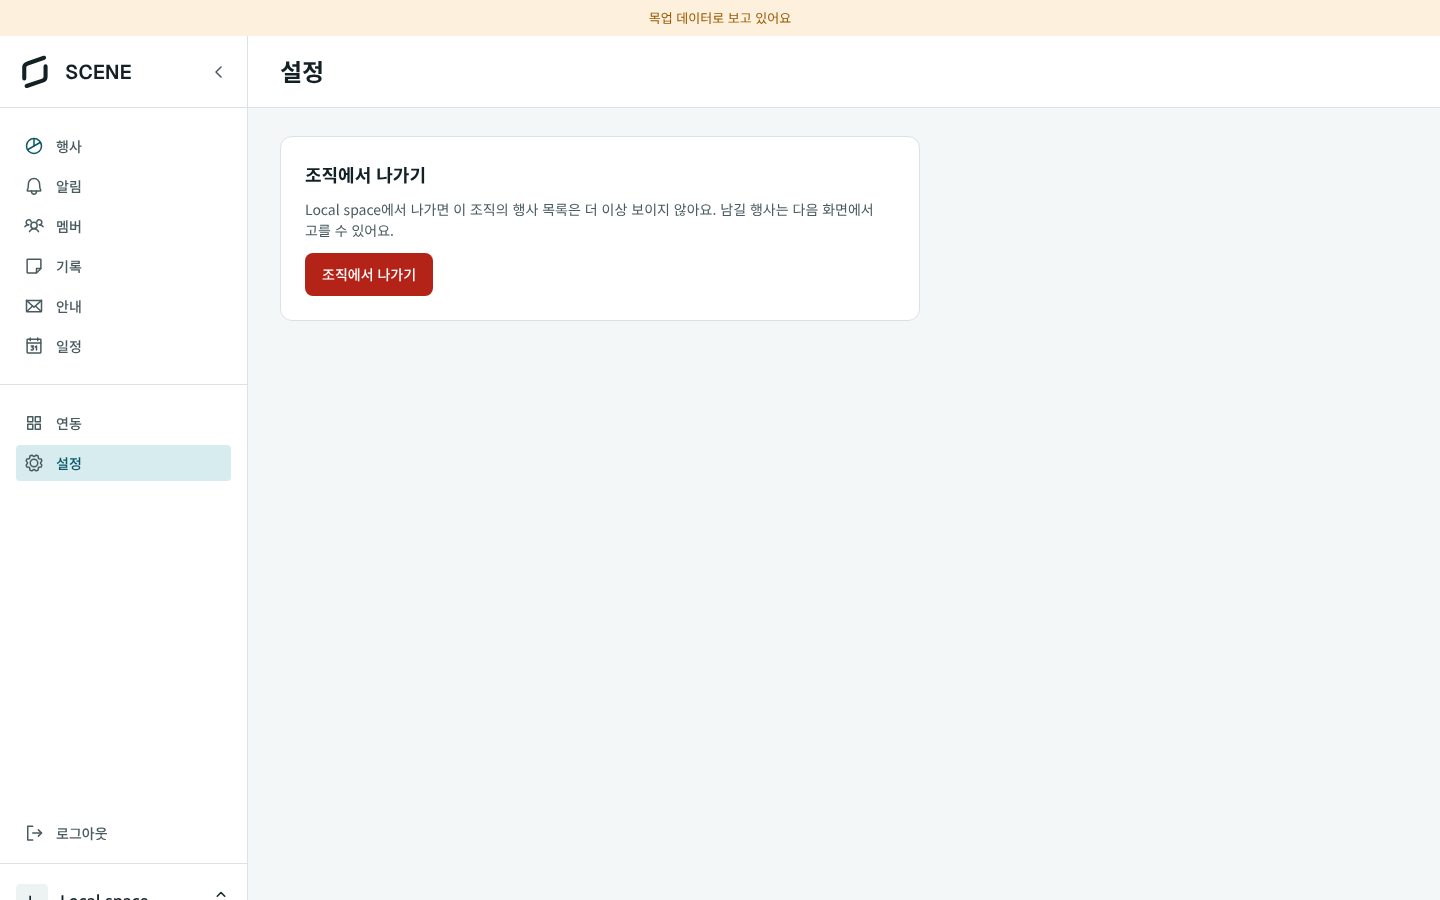 목업 데이터로 보고 있어요
SCENE
설정
행사
알림
멤버
기록
안내
일정
연동
설정
로그아웃
Local space
조직에서 나가기
Local space에서 나가면 이 조직의 행사 목록은 더 이상 보이지 않아요. 남길 행사는 다음 화면에서
고를 수 있어요.
조직에서 나가기